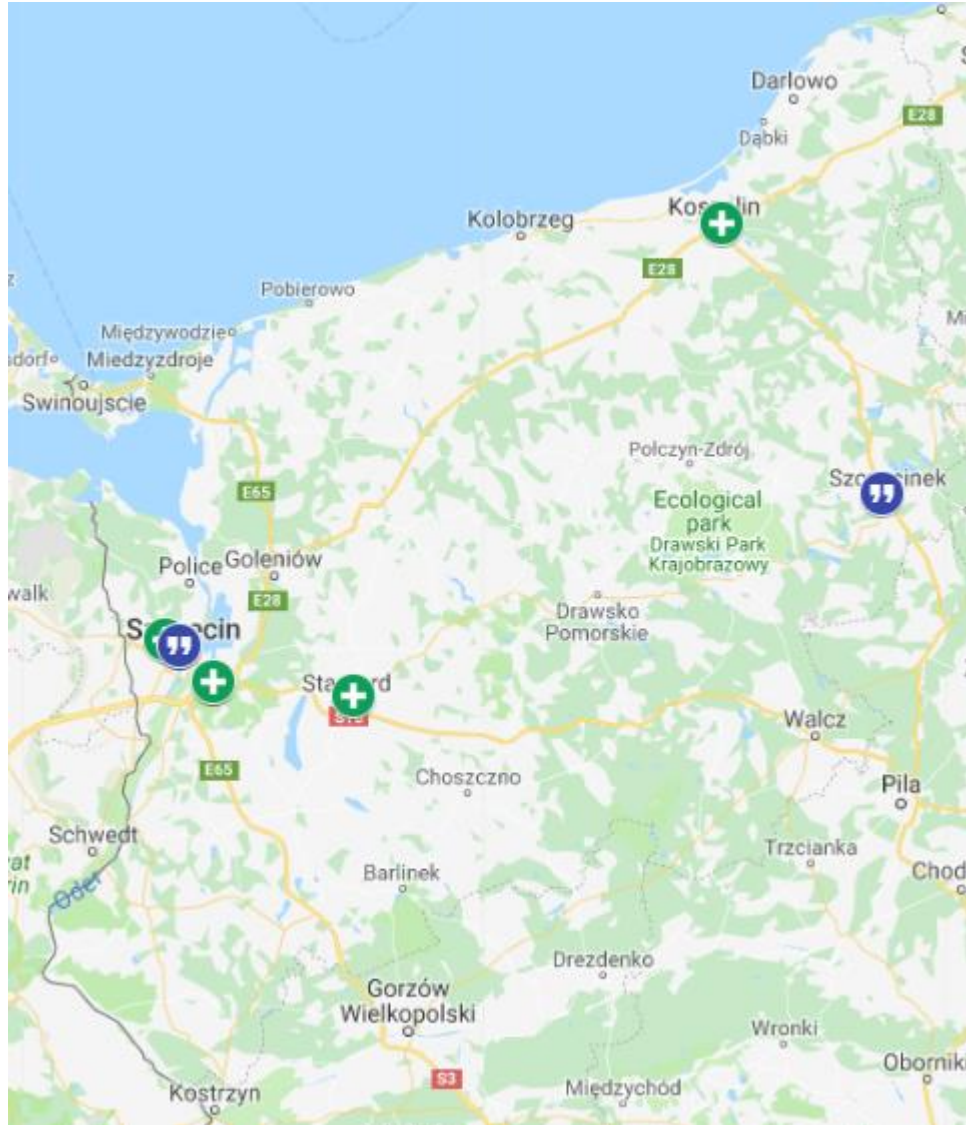 Darlowo
E28
Dąbki
Kolobrzeg
E28
Pobierowo
Międzywodzie
Miedzyzdroje
Swinoujscie
Połczyn-Zdrój
E65
Ecological
park
Drawski Park
Krajobrazowy
Police
Goleniów
E28
Drawsko
Pomorskie
Walcz
E65
Choszczno
Pila
Schwedt
Trzcianka
Barlinek
Oder
Drezdenko
Gorzów
Wielkopolski
Wronki
S3
Międzychód
Kostrzyn